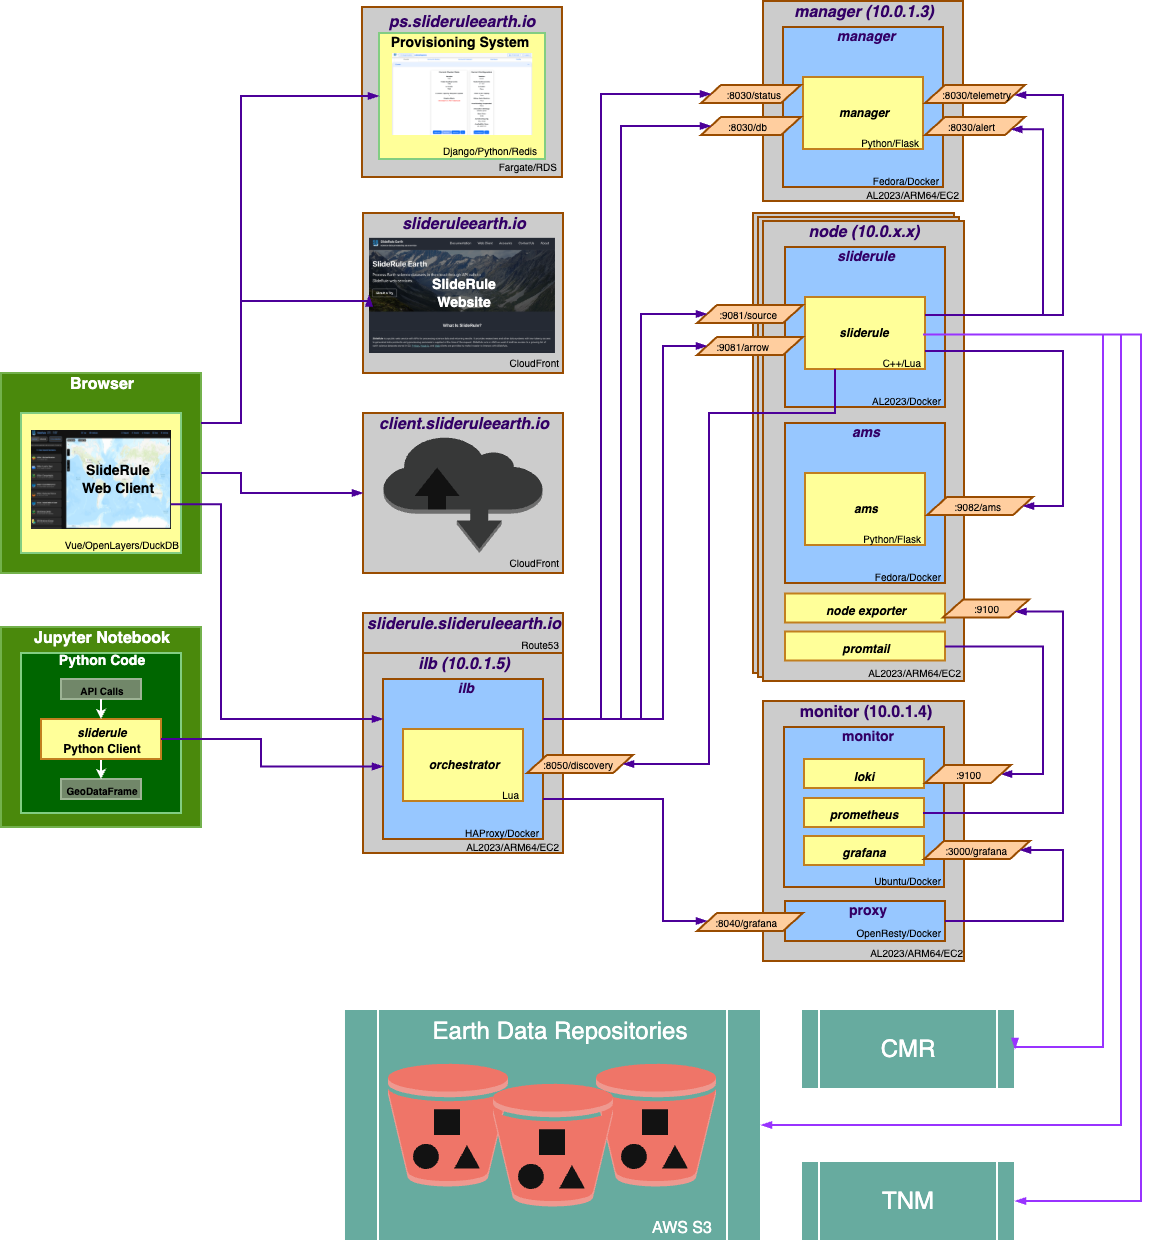 ps.slideruleearth.io
Provisioning System
Django/Python/Redis
Fargate/RDS
slideruleearth.io
SlideRule Earth
SlideRule
Website
What is SlideRule?
CloudFront
Browser
SlideRule
Web Client
Vue/OpenLayers/DuckDB
client.slideruleearth.io
CloudFront
Jupyter Notebook
Python Code
API Calls
sliderule
Python Client
GeoDataFrame
sliderule.slideruleearth.io
Route53
ilb (10.0.1.5)
ilb
orchestrator
Lua
:8050/discovery
HAProxy/Docker
AL2023/ARM64/EC2
manager (10.0.1.3)
manager
:8030/status
:8030/telemetry
manager
:8030/db
:8030/alert
Python/Flask
Fedora/Docker
AL2023/ARM64/EC2
node (10.0.x.x)
sliderule
:9081/source
sliderule
:9081/arrow
C++/Lua
AL2023/Docker
ams
ams
:9082/ams
Python/Flask
Fedora/Docker
node exporter
:9100
promtail
AL2023/ARM64/EC2
monitor (10.0.1.4)
monitor
loki
:9100
prometheus
grafana
:3000/grafana
Ubuntu/Docker
proxy
:8040/grafana
OpenResty/Docker
AL2023/ARM64/EC2
Earth Data Repositories
AWS S3
CMR
TNM